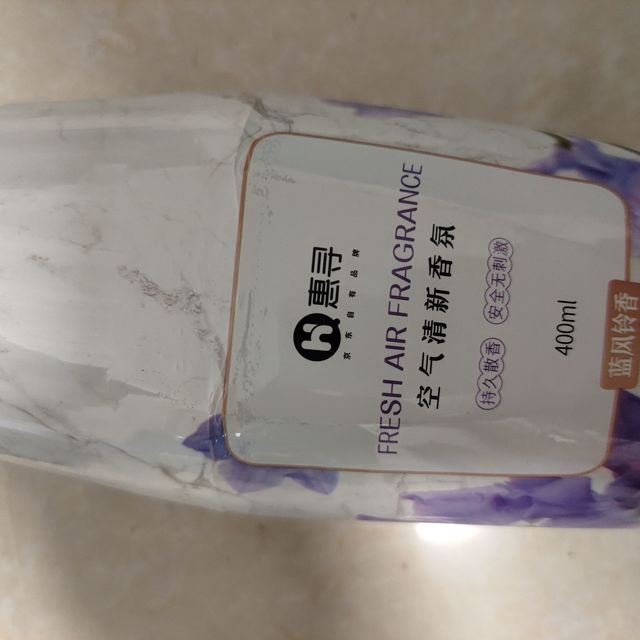 惠寻
京东自有品牌
FRESH AIR FRAGRANCE
空气清新香氛
持久散香 安全无刺激
400ml
蓝风铃香